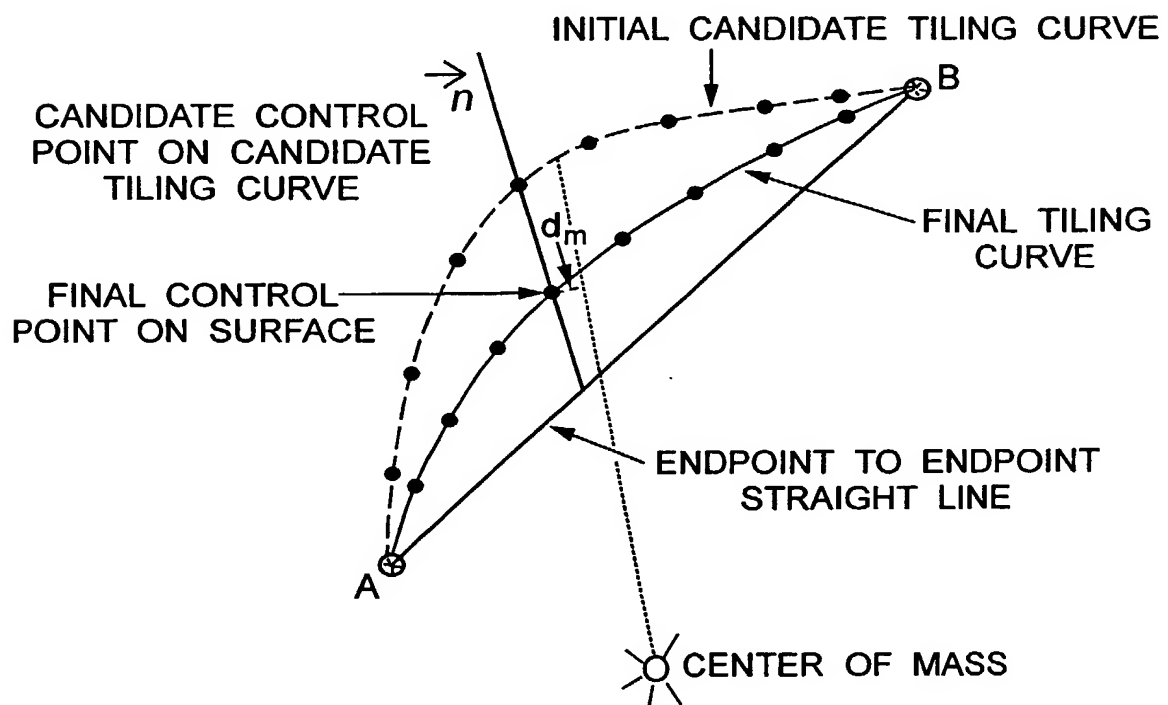 INITIAL CANDIDATE TILING CURVE
B
n
CANDIDATE CONTROL
POINT ON CANDIDATE
TILING CURVE
dm
FINAL TILING
CURVE
FINAL CONTROL
POINT ON SURFACE
ENDPOINT TO ENDPOINT
STRAIGHT LINE
A
CENTER OF MASS